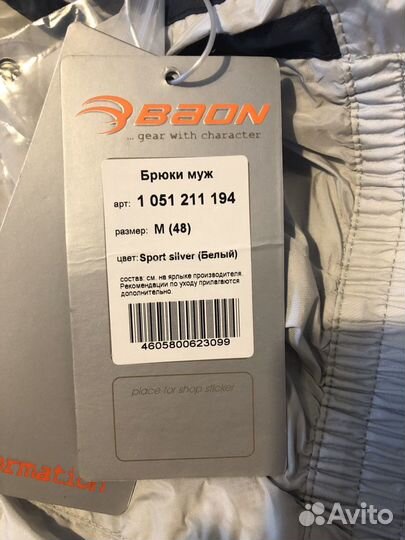 BAON
... gear with character
Брюки муж
арт: 1 051 211 194
размер: M (48)
цвет: Sport silver (Белый)
состав: см. на ярлыке производителя.
Рекомендации по уходу прилагаются
дополнительно.
4605800623099
place for shop sticker
ormation
Avito